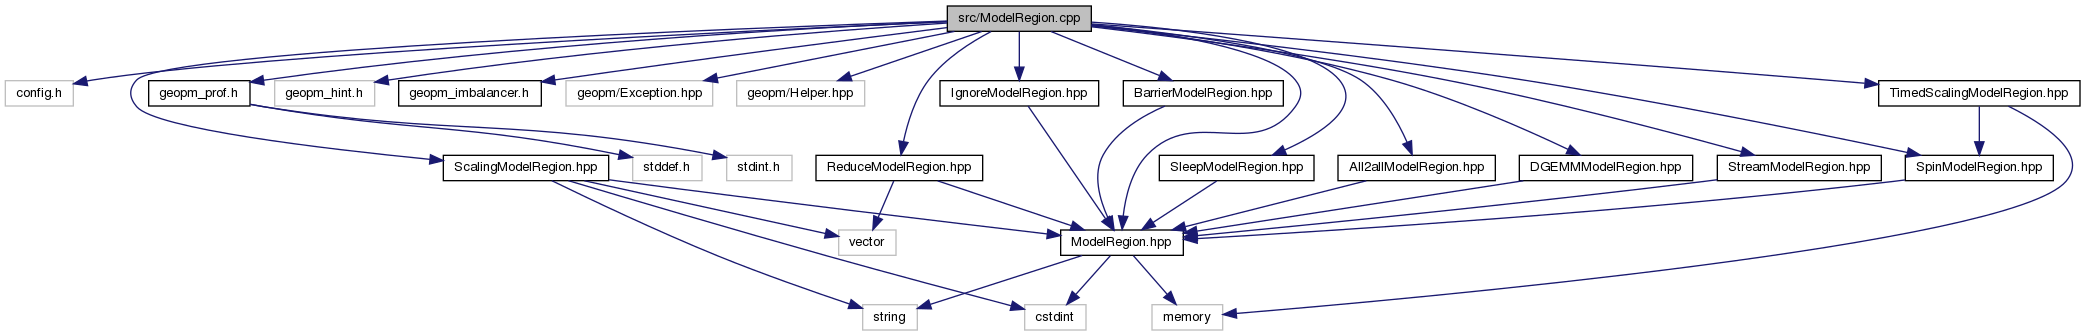 src/ModelRegion.cpp
config.h
geopm_prof.h
geopm_hint.h
geopm_imbalancer.h
geopm/Exception.hpp
geopm/Helper.hpp
IgnoreModelRegion.hpp
BarrierModelRegion.hpp
TimedScalingModelRegion.hpp
ScalingModelRegion.hpp
stddef.h
stdint.h
ReduceModelRegion.hpp
SleepModelRegion.hpp
All2allModelRegion.hpp
DGEMMModelRegion.hpp
StreamModelRegion.hpp
SpinModelRegion.hpp
vector
ModelRegion.hpp
string
cstdint
memory